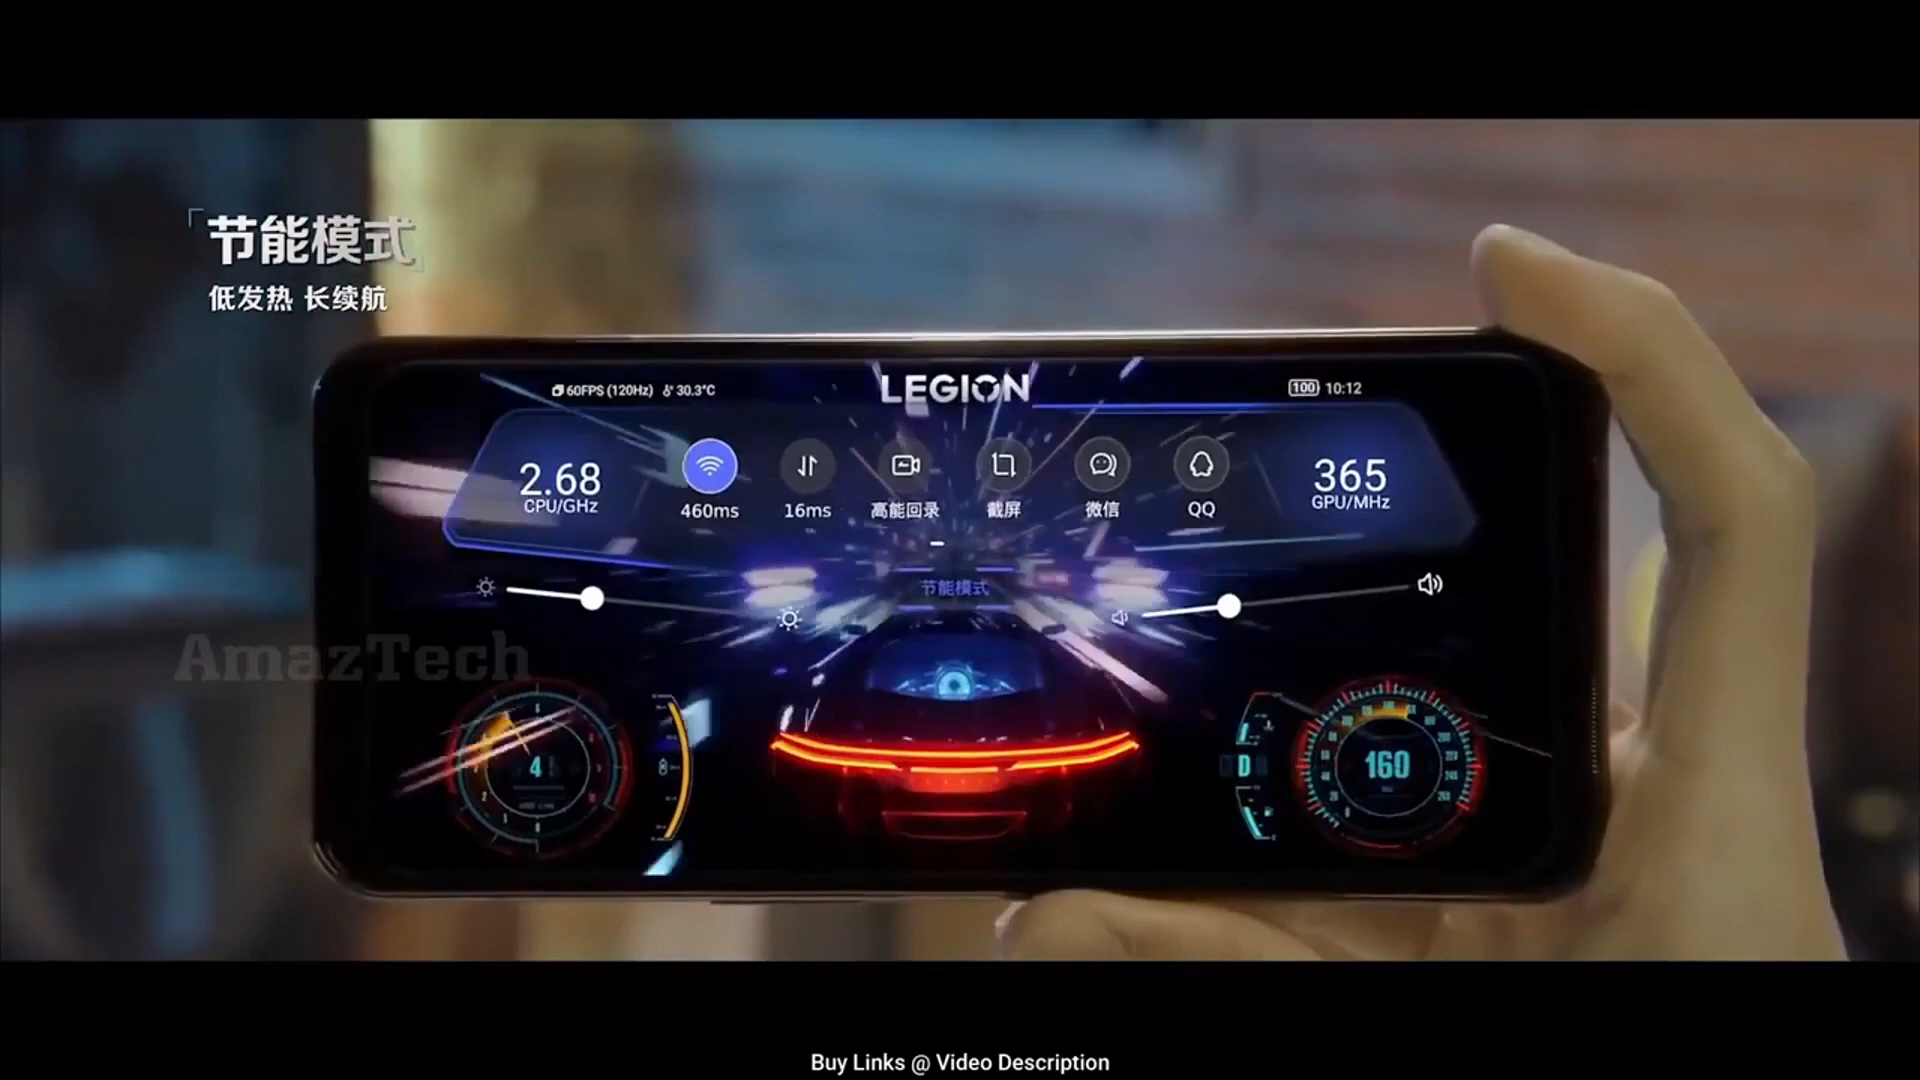 「节能模式」
低发热 长续航
60FPS (120Hz) 30.3°C
LEGION
100 10:12
2.68
CPU/GHz
460ms
16ms
高能回录
截屏
微信
QQ
365
GPU/MHz
节能模式
AmazTech
4
D
160
Buy Links @ Video Description